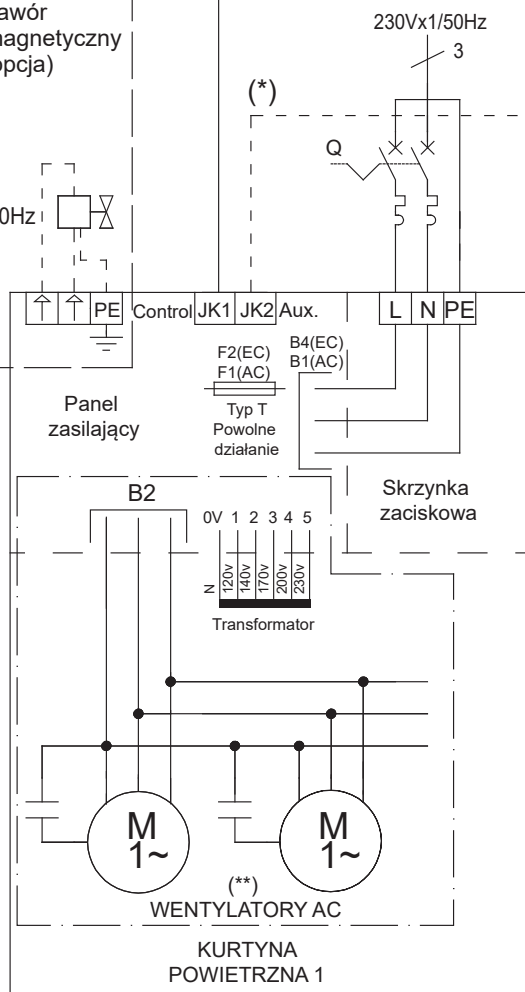 awór
magnetyczny
opcja)
230Vx1/50Hz
3
(*)
Q
0Hz
PE
Control
JK1
JK2
Aux.
L
N
PE
F2(EC)
F1(AC)
B4(EC)
B1(AC)
Typ T
Powolne
działanie
Panel
zasilający
Skrzynka
zaciskowa
B2
0V 1 2 3 4 5
N
120v
140v
170v
200v
230v
Transformator
M
1~
M
1~
(**)
WENTYLATORY AC
KURTYNA
POWIETRZNA 1